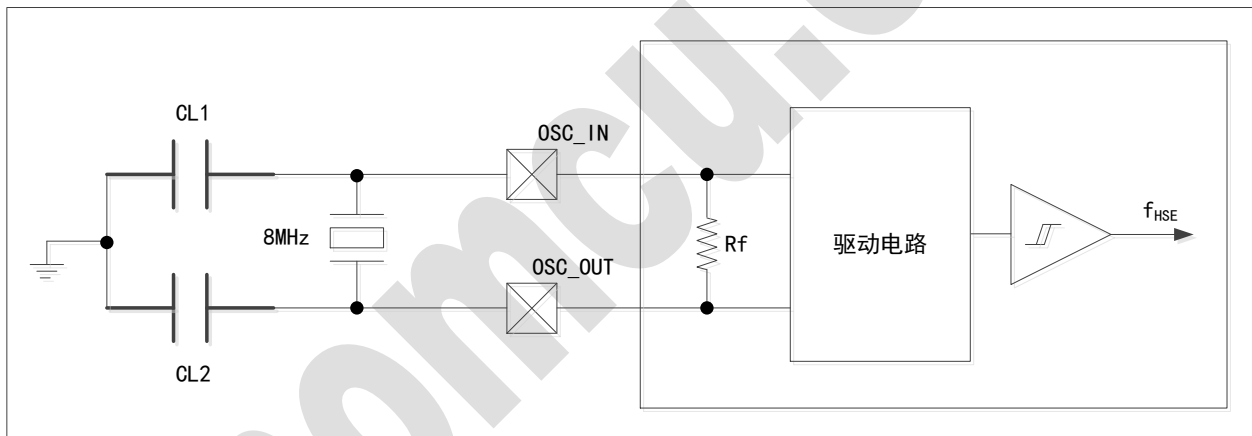 CL1
OSC_IN
8MHz
Rf
驱动电路
fHSE
OSC_OUT
CL2